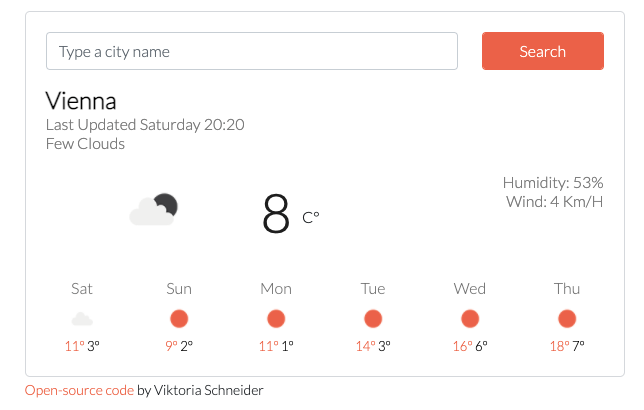 Type a city name
Search
Vienna
Last Updated Saturday 20:20
Few Clouds
Humidity: 53%
Wind: 4 Km/H
8 C°
Sat Sun Mon Tue Wed Thu
11° 3° 9° 2° 11° 1° 14° 3° 16° 6° 18° 7°
Open-source code by Viktoria Schneider